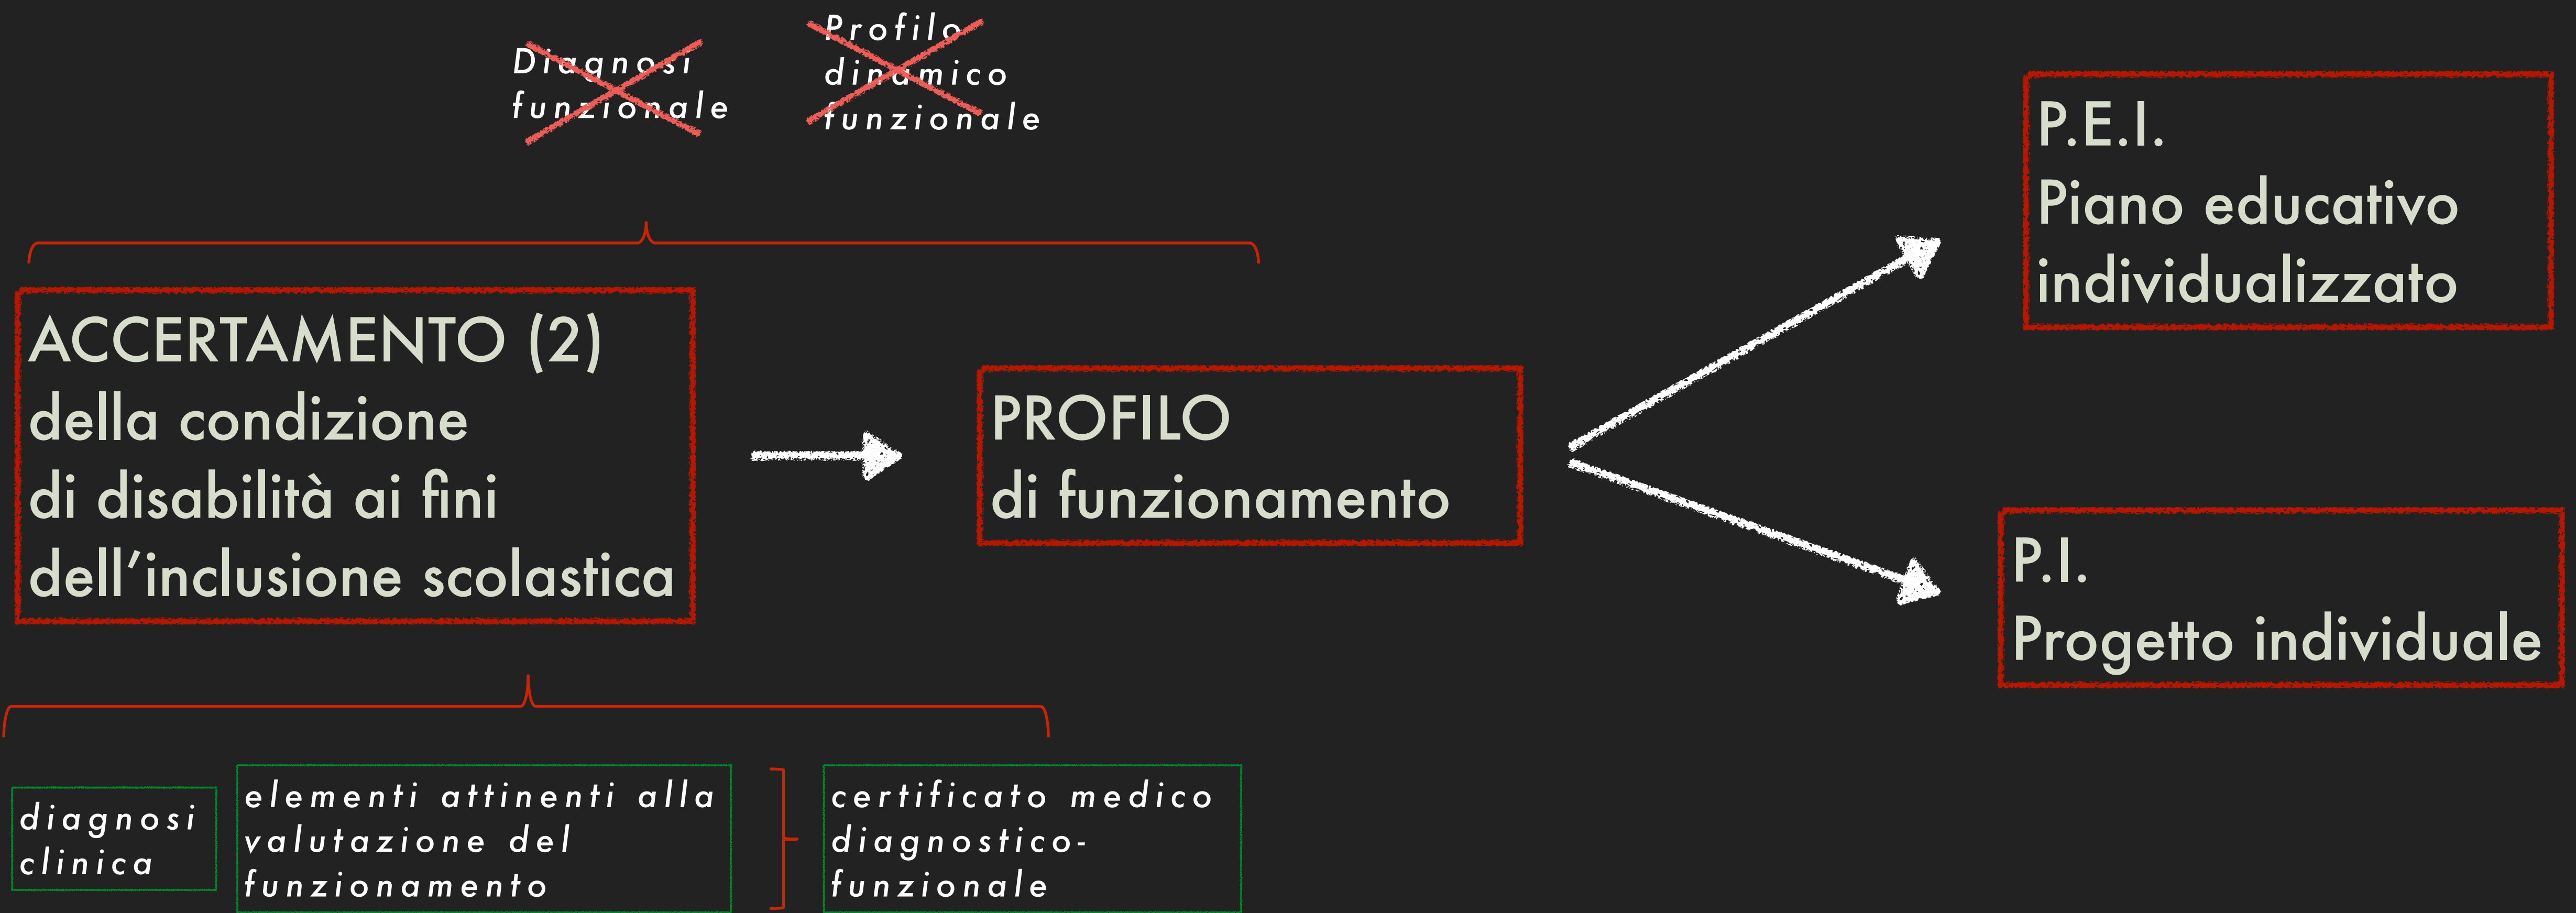 Diagnosi
funzionale
Profilo
dinamico
funzionale
ACCERTAMENTO (2)
della condizione
di disabilità ai fini
dell’inclusione scolastica
PROFILO
di funzionamento
P.E.I.
Piano educativo
individualizzato
P.I.
Progetto individuale
diagnosi
clinica
elementi attinenti alla
valutazione del
funzionamento
certificato medico
diagnostico-
funzionale